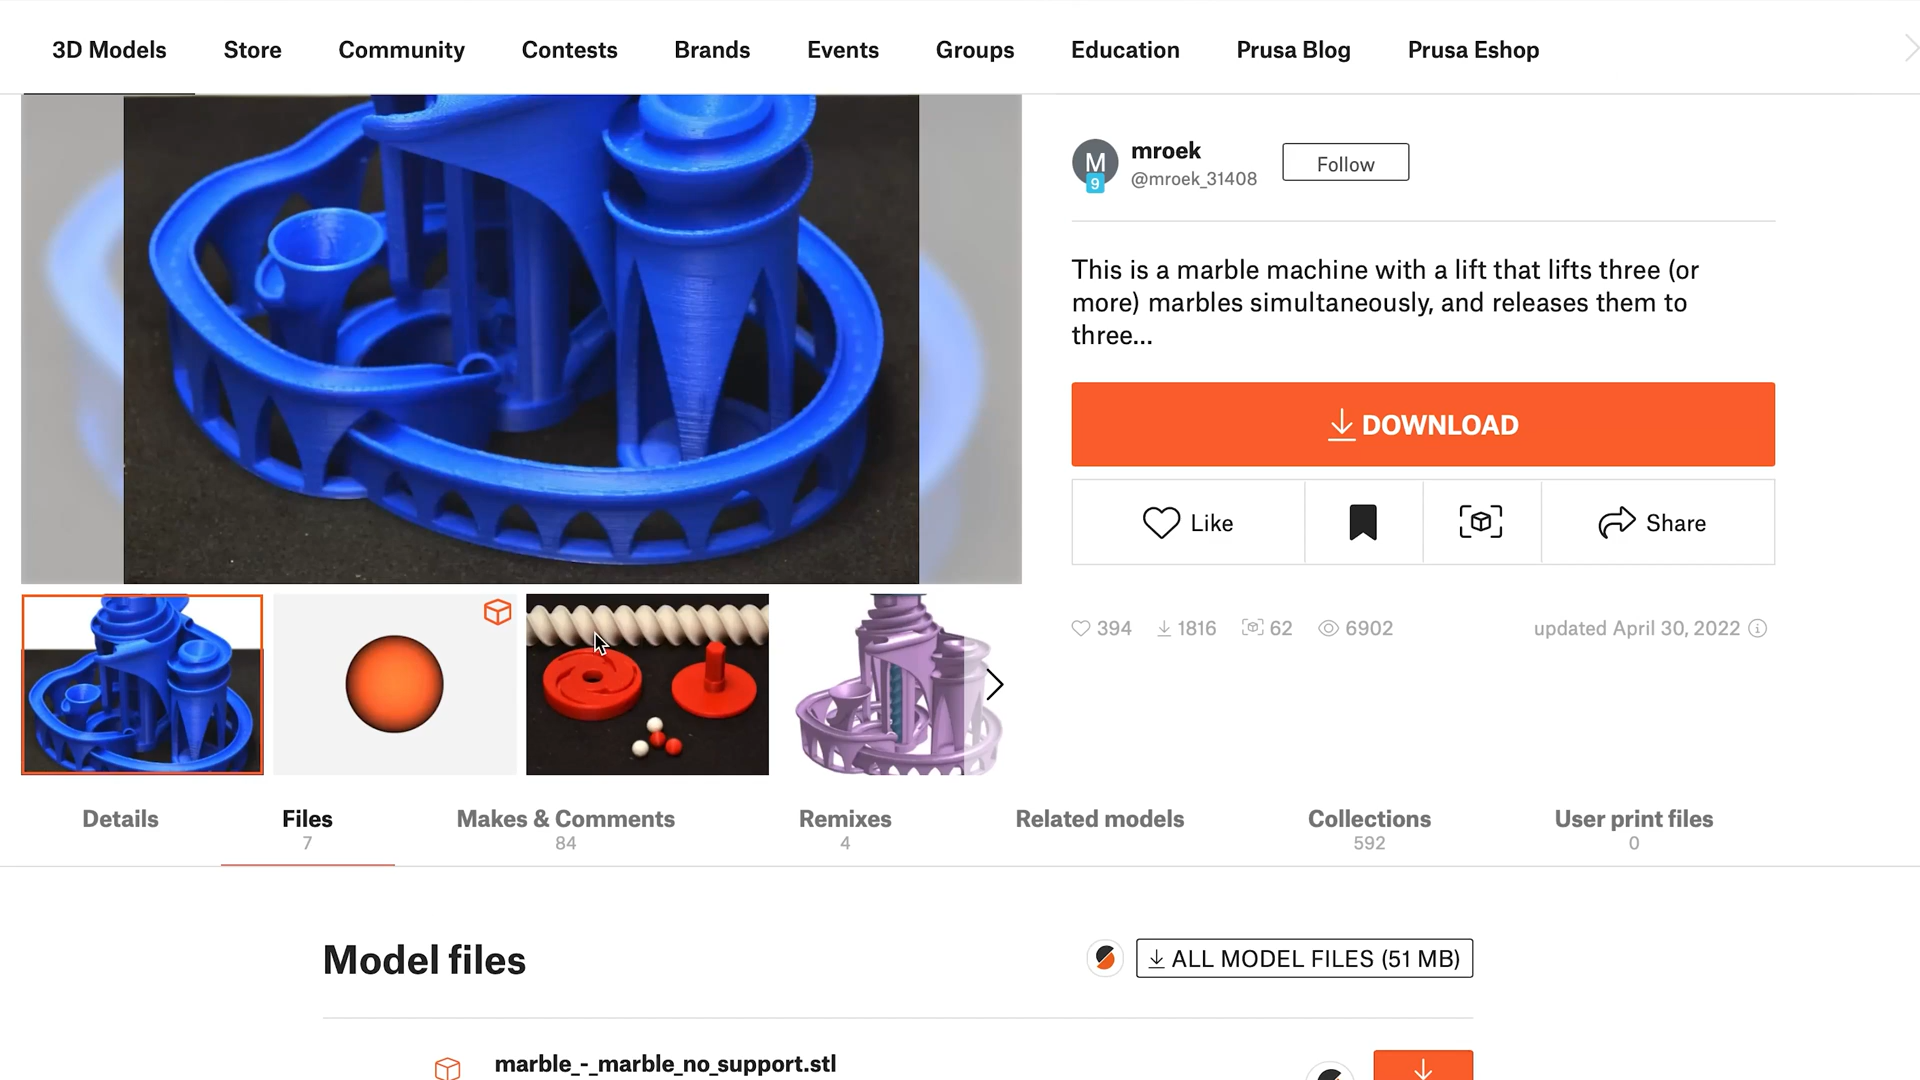 3D Models Store Community Contests Brands Events Groups Education Prusa Blog Prusa Eshop
M
9
mroek
@mroek_31408
Follow
This is a marble machine with a lift that lifts three (or
more) marbles simultaneously, and releases them to
three...
DOWNLOAD
Like
Share
394 1816 62 6902 updated April 30, 2022
Details
Files
7
Makes & Comments
84
Remixes
4
Related models
Collections
592
User print files
0
Model files
ALL MODEL FILES (51 MB)
marble_-_marble_no_support.stl